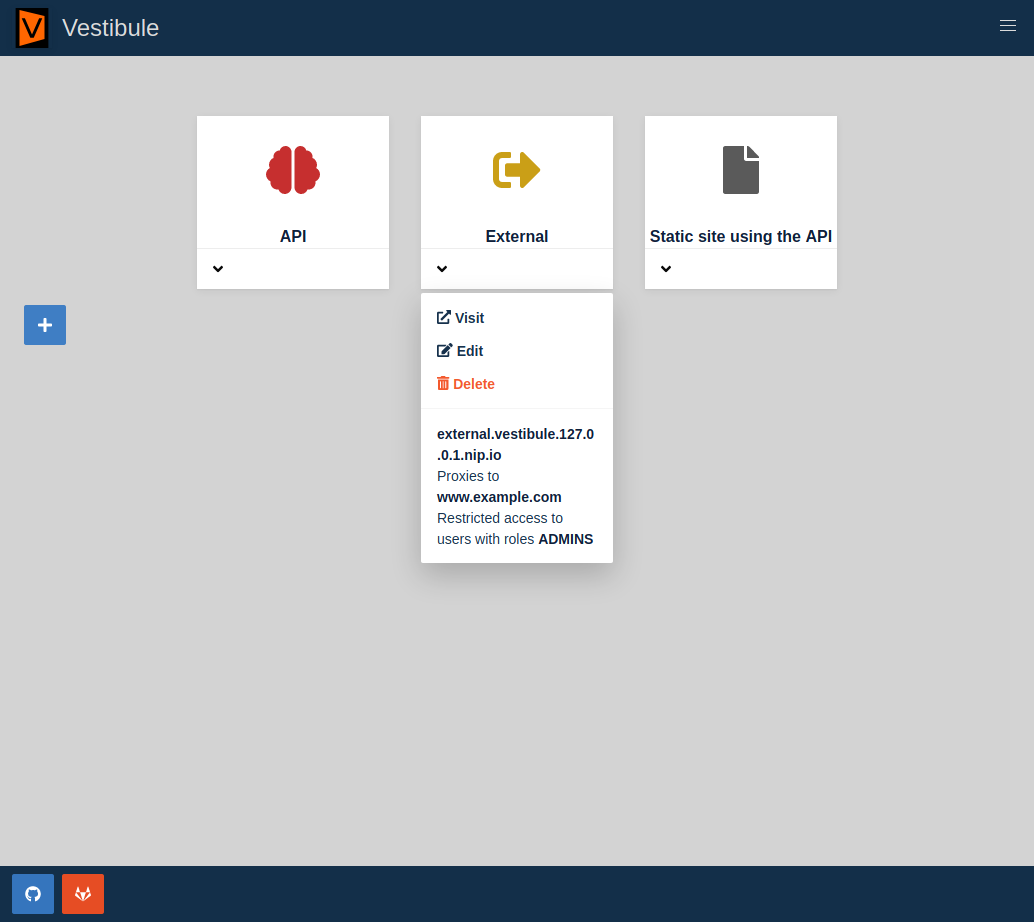 V Vestibule
API
External
Static site using the API
Visit
Edit
Delete
external.vestibule.127.0
.0.1.nip.io
Proxies to
www.example.com
Restricted access to
users with roles ADMINS